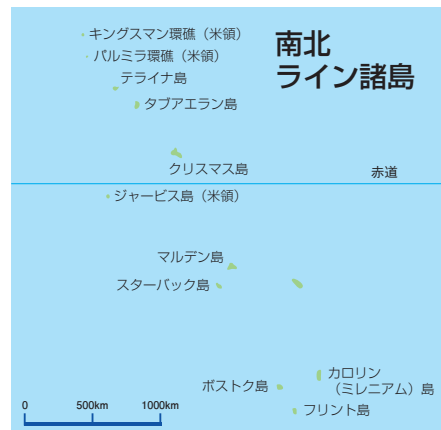 南北
ライン諸島
キングスマン環礁（米領）
パルミラ環礁（米領）
テライナ島
タブアエラン島
クリスマス島
赤道
ジャービス島（米領）
マルデン島
スターバック島
カロリン
（ミレニアム）島
ボストク島
フリント島
0 500km 1000km